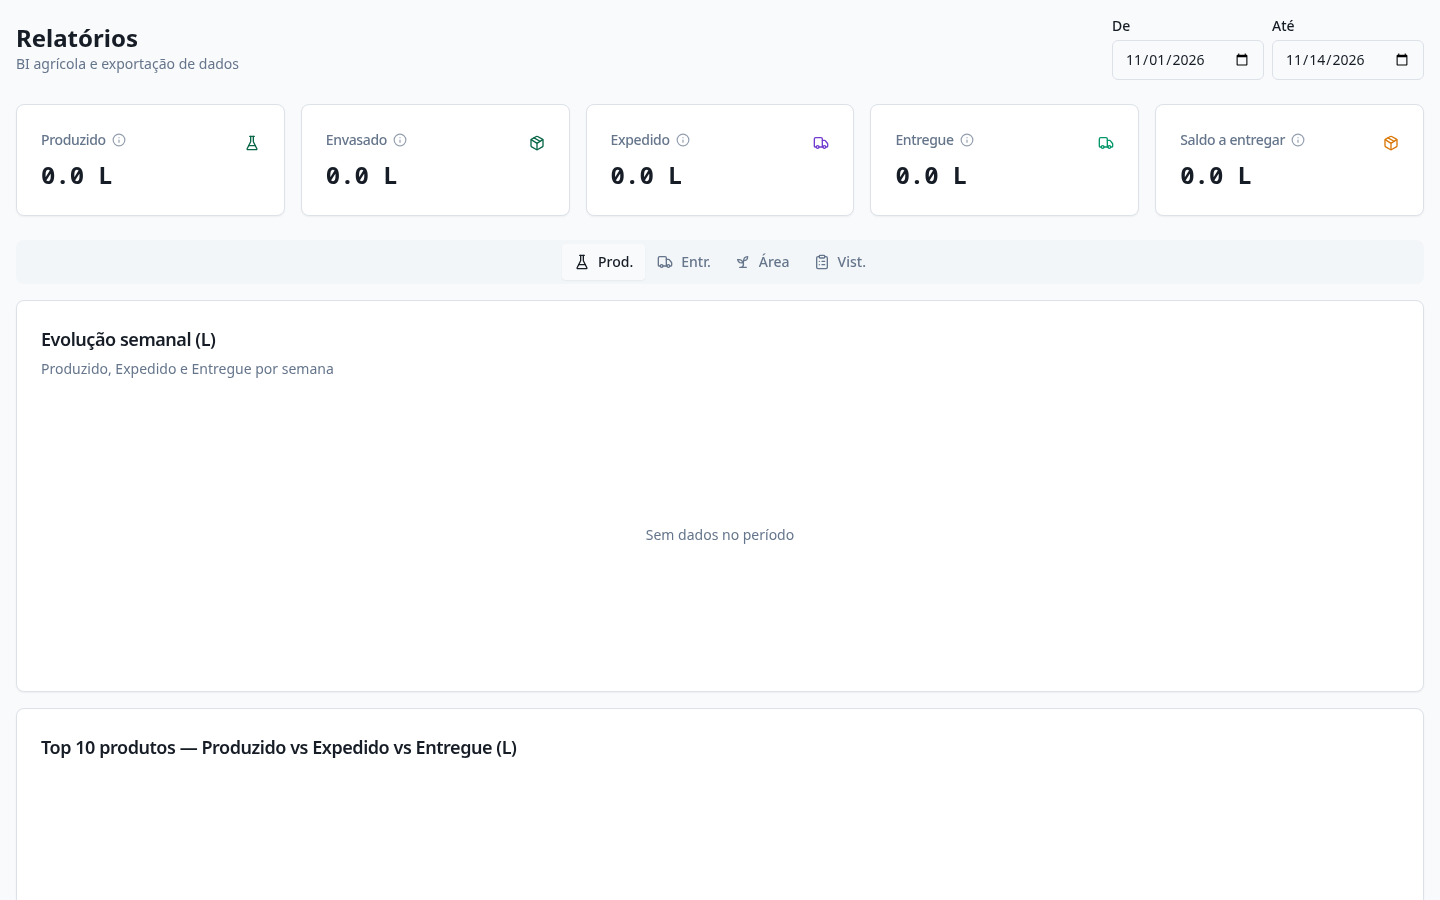 Relatórios
BI agrícola e exportação de dados
De
Até
11/01/2026
11/14/2026
Produzido
0.0 L
Envasado
0.0 L
Expedido
0.0 L
Entregue
0.0 L
Saldo a entregar
0.0 L
Prod.
Entr.
Área
Vist.
Evolução semanal (L)
Produzido, Expedido e Entregue por semana
Sem dados no período
Top 10 produtos — Produzido vs Expedido vs Entregue (L)